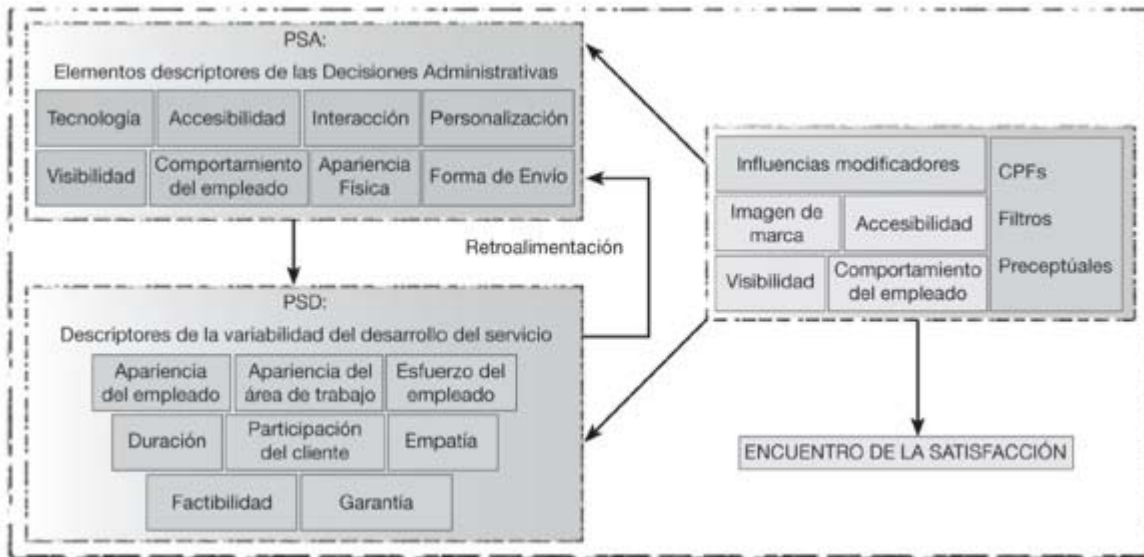 PSA:
Elementos descriptores de las Decisiones Administrativas
Tecnología
Accesibilidad
Interacción
Personalización
Visibilidad
Comportamiento
del empleado
Apariencia
Física
Forma de Envío
Retroalimentación
PSD:
Descriptores de la variabilidad del desarrollo del servicio
Apariencia
del empleado
Apariencia del
área de trabajo
Esfuerzo del
empleado
Duración
Participación
del cliente
Empatía
Factibilidad
Garantía
Influencias modificadores
Imagen de
marca
Accesibilidad
Visibilidad
Comportamiento
del empleado
CPFs
Filtros
Preceptúales
ENCUENTRO DE LA SATISFACCIÓN